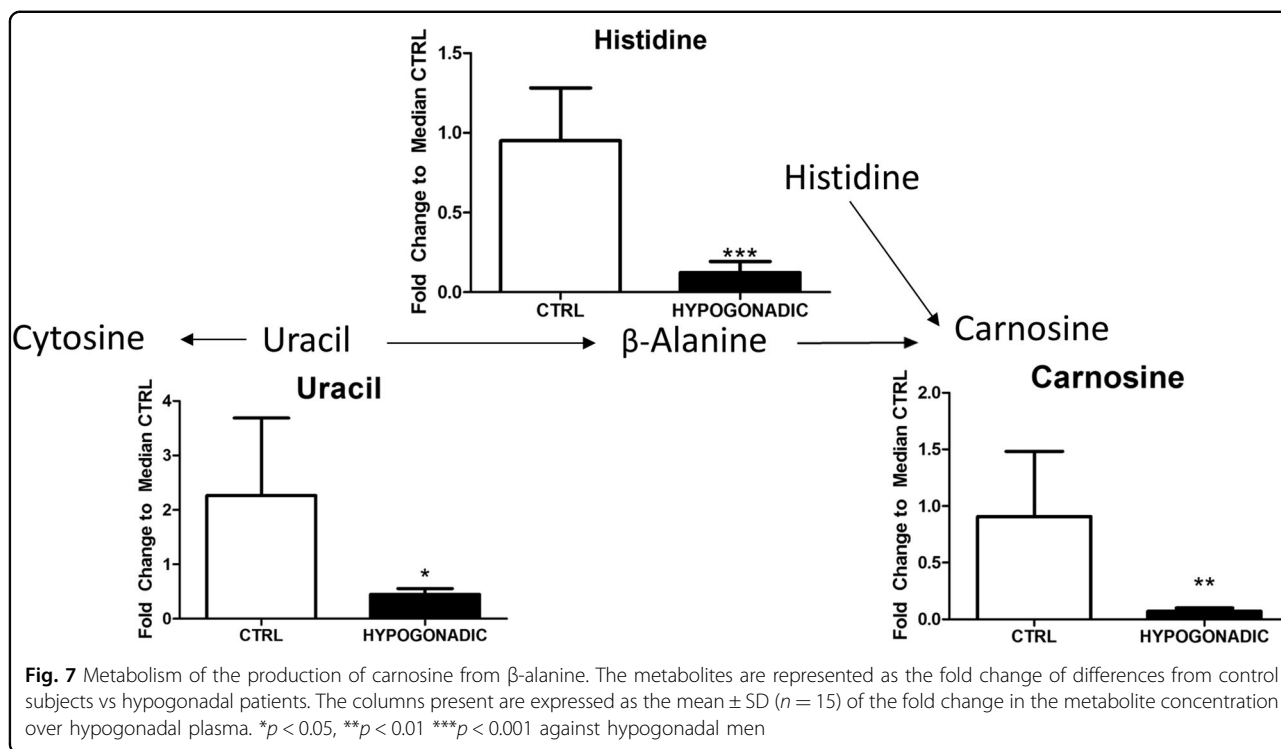 Histidine
Fold Change to Median CTRL
1.5
1.0
0.5
0.0
***
CTRL
HYPOGONADIC
Histidine
Cytosine
Uracil
β-Alanine
Carnosine
Uracil
Fold Change to Median CTRL
4
3
2
1
0
*
CTRL
HYPOGONADIC
Carnosine
Fold Change to Median CTRL
2.0
1.5
1.0
0.5
0.0
**
CTRL
HYPOGONADIC
Fig. 7 Metabolism of the production of carnosine from β-alanine. The metabolites are represented as the fold change of differences from control
subjects vs hypogonadal patients. The columns present are expressed as the mean ± SD (n = 15) of the fold change in the metabolite concentration
over hypogonadal plasma. *p < 0.05, **p < 0.01 ***p < 0.001 against hypogonadal men